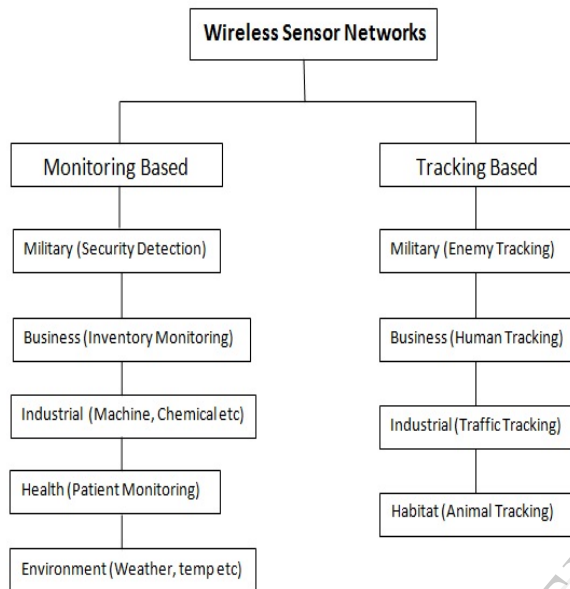 Wireless Sensor Networks
Monitoring Based
Military (Security Detection)
Business (Inventory Monitoring)
Industrial (Machine, Chemical etc)
Health (Patient Monitoring)
Environment (Weather, temp etc)
Tracking Based
Military (Enemy Tracking)
Business (Human Tracking)
Industrial (Traffic Tracking)
Habitat (Animal Tracking)